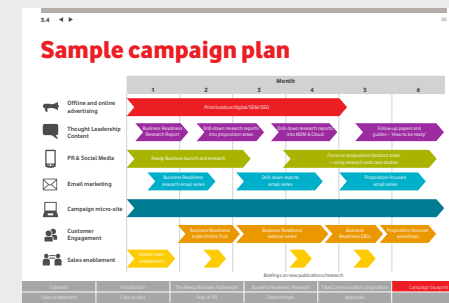 5.4
60
Sample campaign plan
Month
1 2 3 4 5 6
Offline and online
advertising
Print/outdoor/digital/SEM/SEO
Thought Leadership
Content
Business Readiness
Research Report
Drill-down research reports
into proposition areas
Drill-down research reports
into M2M & Cloud
Follow-up papers and
guides – 'How to be ready'
PR & Social Media
Ready Business launch and research
Focus on proposition/product areas
– using research and case studies
Email marketing
Business Readiness
research email series
Drill-down reports
email series
Proposition-focused
email series
Campaign micro-site
Customer
Engagement
Business Readiness
Index Online Tool
Business Readiness
webinar series
Business
Readiness EBCs
Proposition-focused
workshops
Sales enablement
Deliver sales
enablement
Briefings on new publications/research
Contents
Introduction
The Ready Business Framework
Business Readiness Research
Total Communications propositions
Campaign blueprint
Sales enablement
Case studies
Role of PR
Approvals